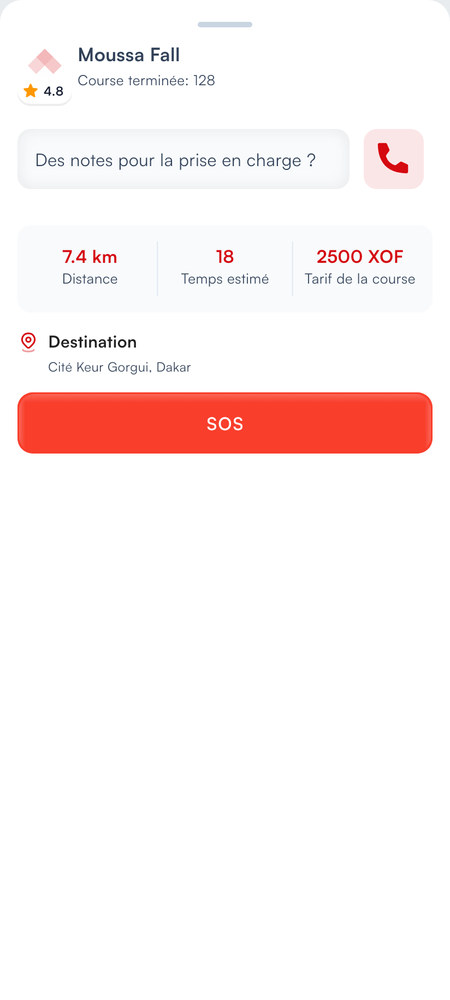 Moussa Fall
Course terminée: 128
4.8
Des notes pour la prise en charge ?
7.4 km
Distance
18
Temps estimé
2500 XOF
Tarif de la course
Destination
Cité Keur Gorgui, Dakar
SOS